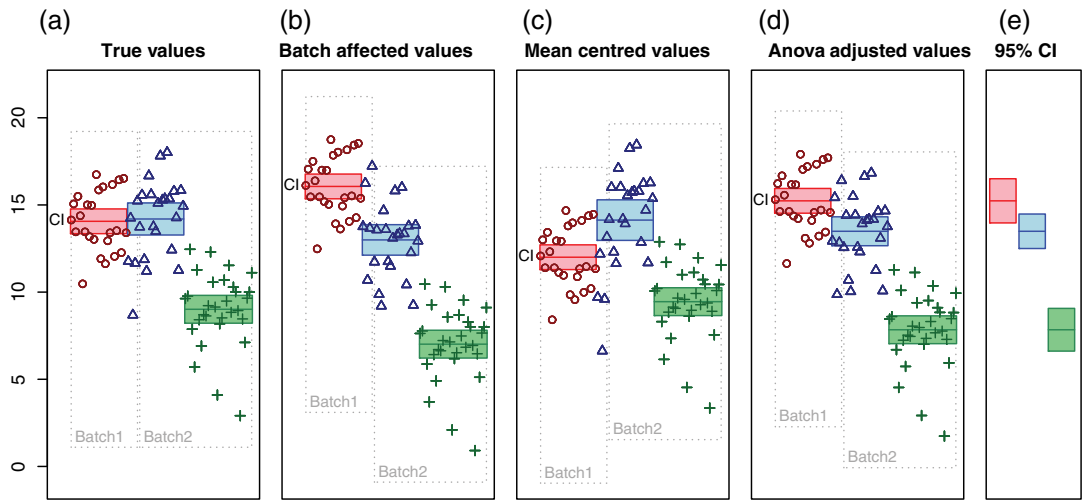 (a) (b) (c) (d) (e)
True values Batch affected values Mean centred values Anova adjusted values 95% CI
20
15
10
5
0
CI
Batch1 Batch2
CI
Batch1
Batch2
CI
Batch1
Batch2
CI
Batch1
Batch2